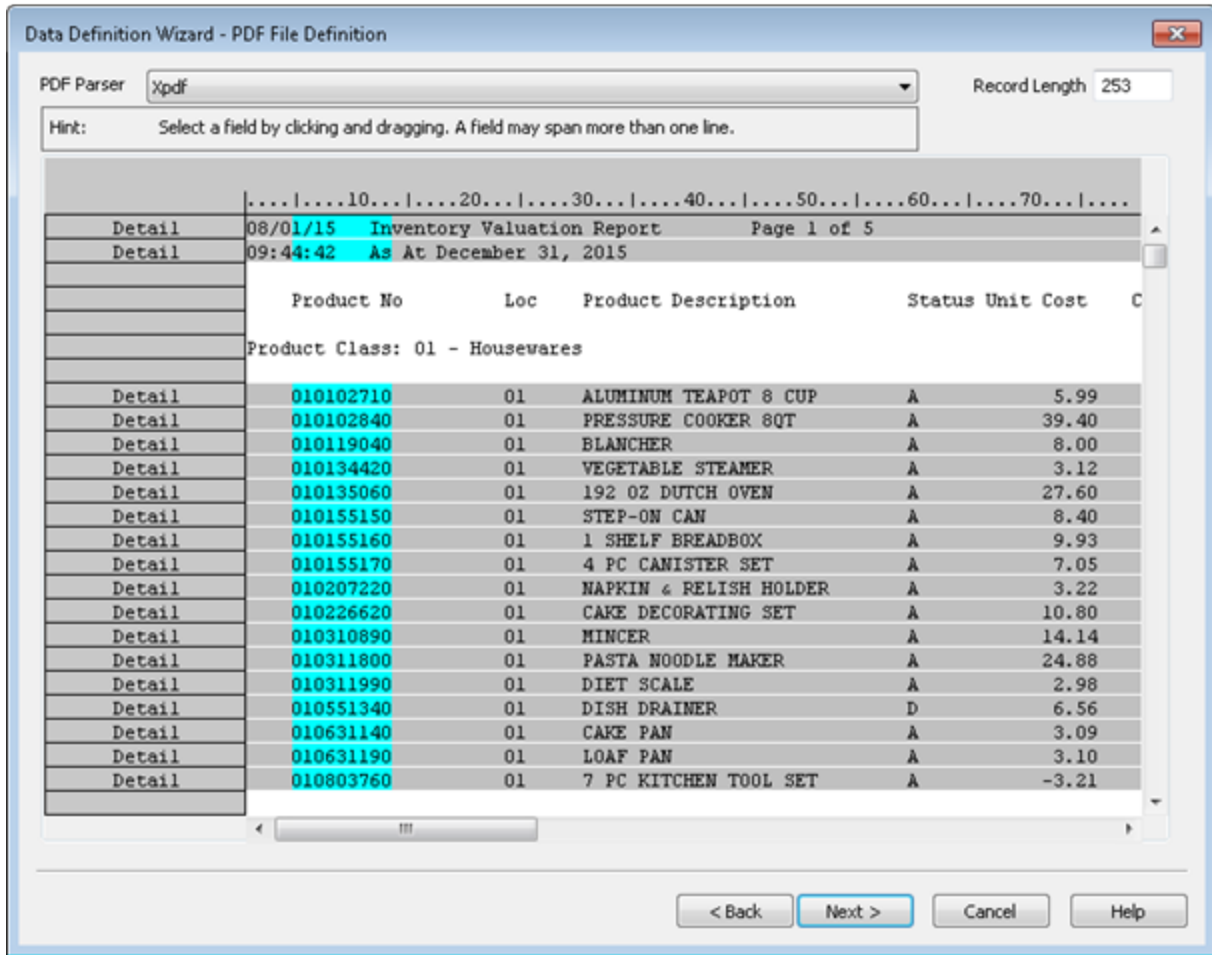 Data Definition Wizard - PDF File Definition
PDF Parser Xpdf Record Length 253
Hint: Select a field by clicking and dragging. A field may span more than one line.
|....|....10...|....20...|....30...|....40...|....50...|....60...|....70...|....
Detail 08/01/15 Inventory Valuation Report Page 1 of 5
Detail 09:44:42 As At December 31, 2015
Product No Loc Product Description Status Unit Cost C
Product Class: 01 - Housewares
Detail 010102710 01 ALUMINUM TEAPOT 8 CUP A 5.99
Detail 010102840 01 PRESSURE COOKER 8QT A 39.40
Detail 010119040 01 BLANCHER A 8.00
Detail 010134420 01 VEGETABLE STEAMER A 3.12
Detail 010135060 01 192 OZ DUTCH OVEN A 27.60
Detail 010155150 01 STEP-ON CAN A 8.40
Detail 010155160 01 1 SHELF BREADBOX A 9.93
Detail 010155170 01 4 PC CANISTER SET A 7.05
Detail 010207220 01 NAPKIN & RELISH HOLDER A 3.22
Detail 010226620 01 CAKE DECORATING SET A 10.80
Detail 010310890 01 MINCER A 14.14
Detail 010311800 01 PASTA NOODLE MAKER A 24.88
Detail 010311990 01 DIET SCALE A 2.98
Detail 010551340 01 DISH DRAINER D 6.56
Detail 010631140 01 CAKE PAN A 3.09
Detail 010631190 01 LOAF PAN A 3.10
Detail 010803760 01 7 PC KITCHEN TOOL SET A -3.21
< Back Next > Cancel Help